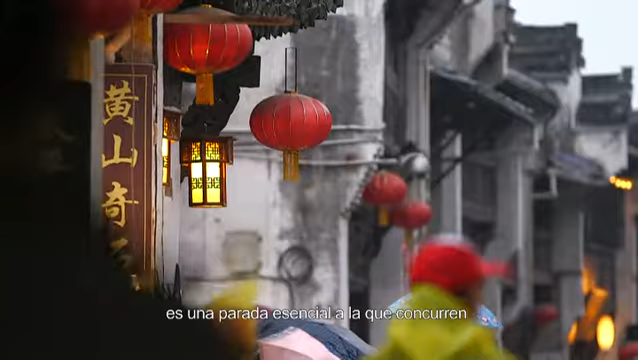 黄山奇
es una parada esencial a la que concurren